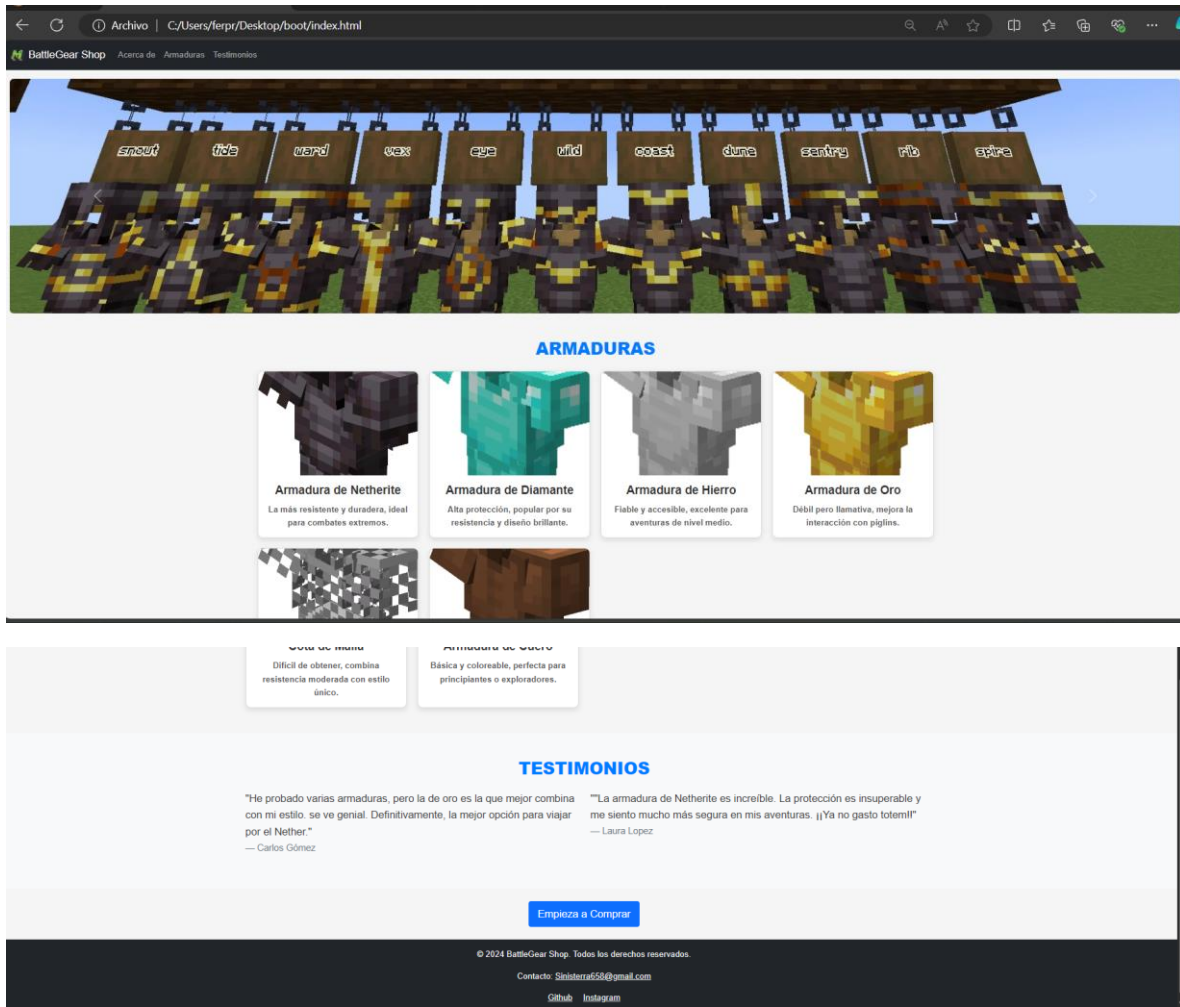 Archivo | C:/Users/ferpr/Desktop/boot/index.html
BattleGear Shop Acerca de Armaduras Testimonios
snout tide ward vex eye wild coast dune sentry rib spire
ARMADURAS
Armadura de Netherite
La más resistente y duradera, ideal
para combates extremos.
Armadura de Diamante
Alta protección, popular por su
resistencia y diseño brillante.
Armadura de Hierro
Fiable y accesible, excelente para
aventuras de nivel medio.
Armadura de Oro
Débil pero llamativa, mejora la
interacción con piglins.
Cota de Malla
Difícil de obtener, combina
resistencia moderada con estilo
único.
Armadura de Cuero
Básica y coloreable, perfecta para
principiantes o exploradores.
TESTIMONIOS
"He probado varias armaduras, pero la de oro es la que mejor combina
con mi estilo. se ve genial. Definitivamente, la mejor opción para viajar
por el Nether."
— Carlos Gómez
""La armadura de Netherite es increíble. La protección es insuperable y
me siento mucho más segura en mis aventuras. ¡¡Ya no gasto totem!!"
— Laura Lopez
Empieza a Comprar
© 2024 BattleGear Shop. Todos los derechos reservados.
Contacto: Sinisterra658@gmail.com
Github Instagram